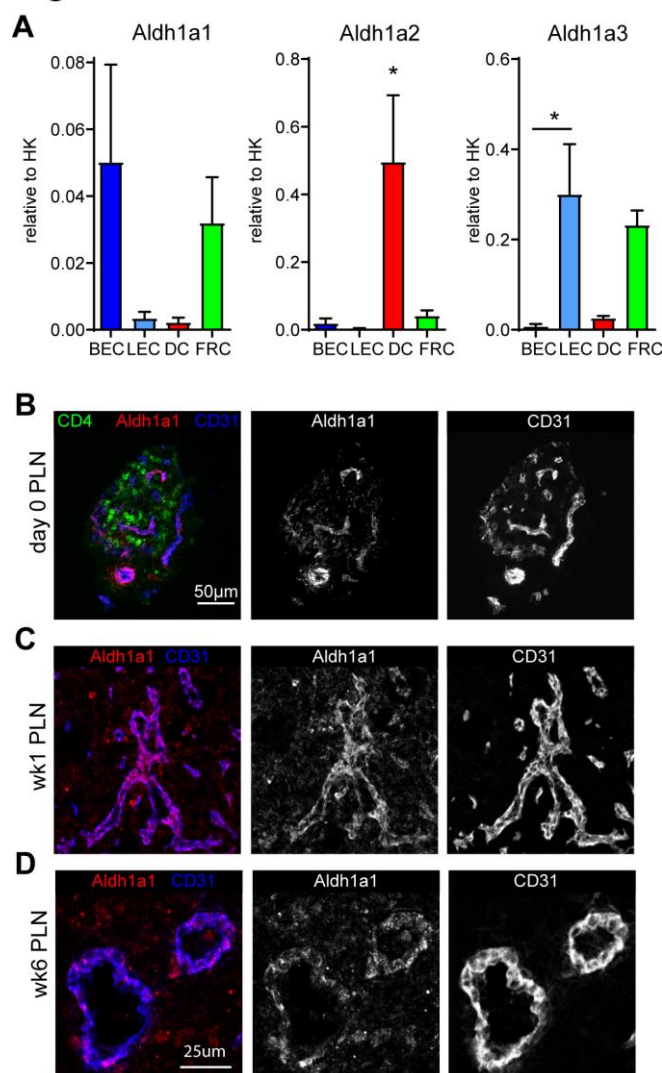 A
Aldh1a1
Aldh1a2
Aldh1a3
relative to HK
0.08
0.06
0.04
0.02
0.00
BEC LEC DC FRC
relative to HK
0.8
0.6
0.4
0.2
0.0
*
BEC LEC DC FRC
relative to HK
0.6
0.4
0.2
0.0
*
BEC LEC DC FRC
B
day 0 PLN
CD4 Aldh1a1 CD31
50µm
Aldh1a1
CD31
C
wk1 PLN
Aldh1a1 CD31
Aldh1a1
CD31
D
wk6 PLN
Aldh1a1 CD31
25um
Aldh1a1
CD31